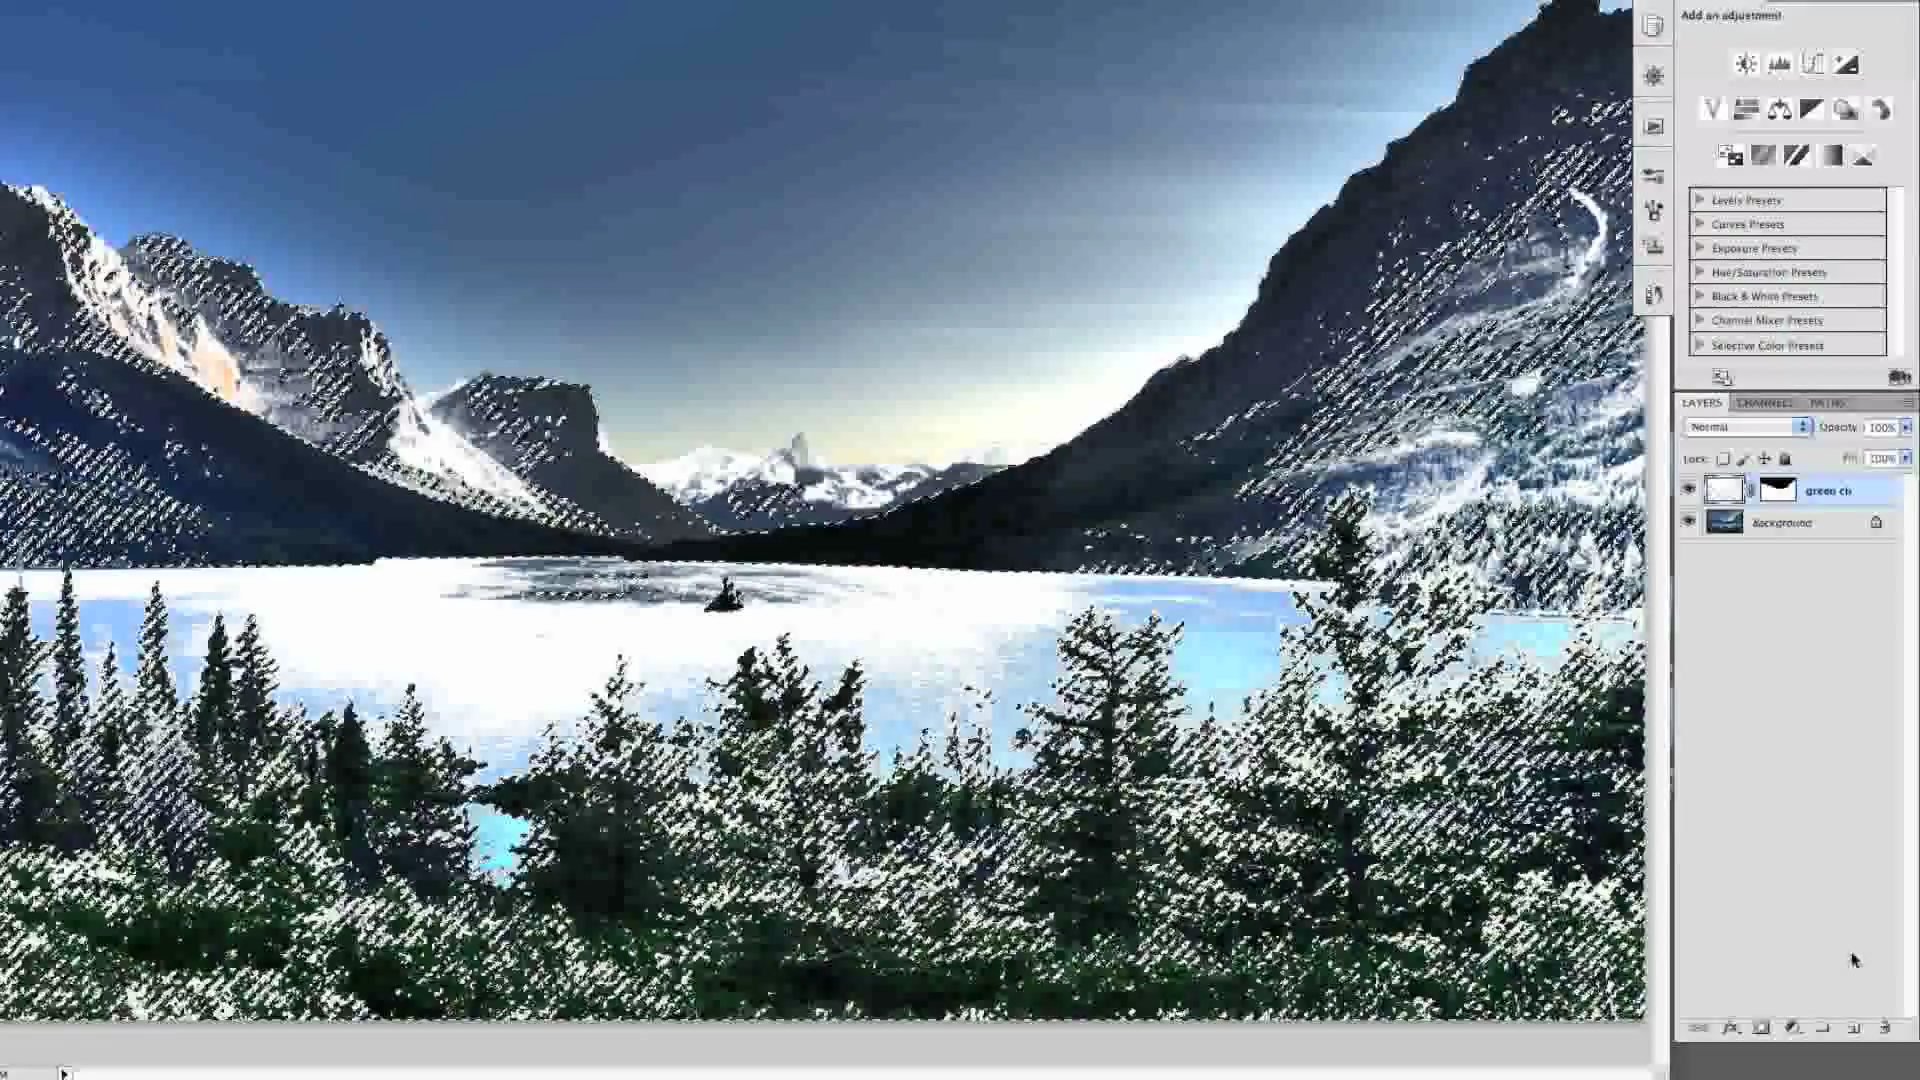 Add an adjustment
Levels Presets
Curves Presets
Exposure Presets
Hue/Saturation Presets
Black & White Presets
Channel Mixer Presets
Selective Color Presets
LAYERS CHANNELS PATHS
Normal Opacity 100%
Lock: Fill: 100%
green ch
Background
M